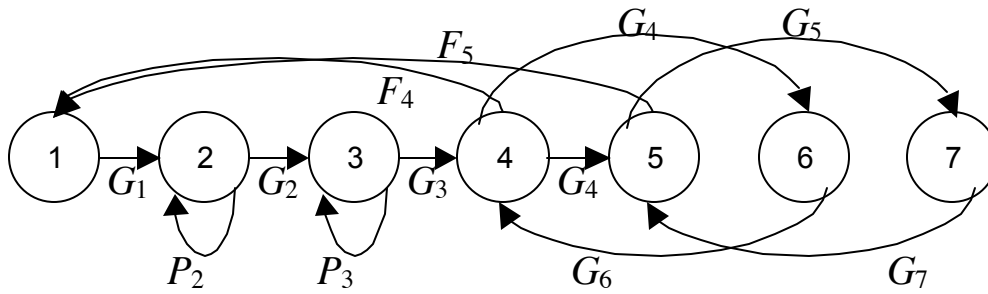 G₄ G₅
F₅
F₄
1 2 3 4 5 6 7
G₁ G₂ G₃ G₄
P₂ P₃ G₆ G₇